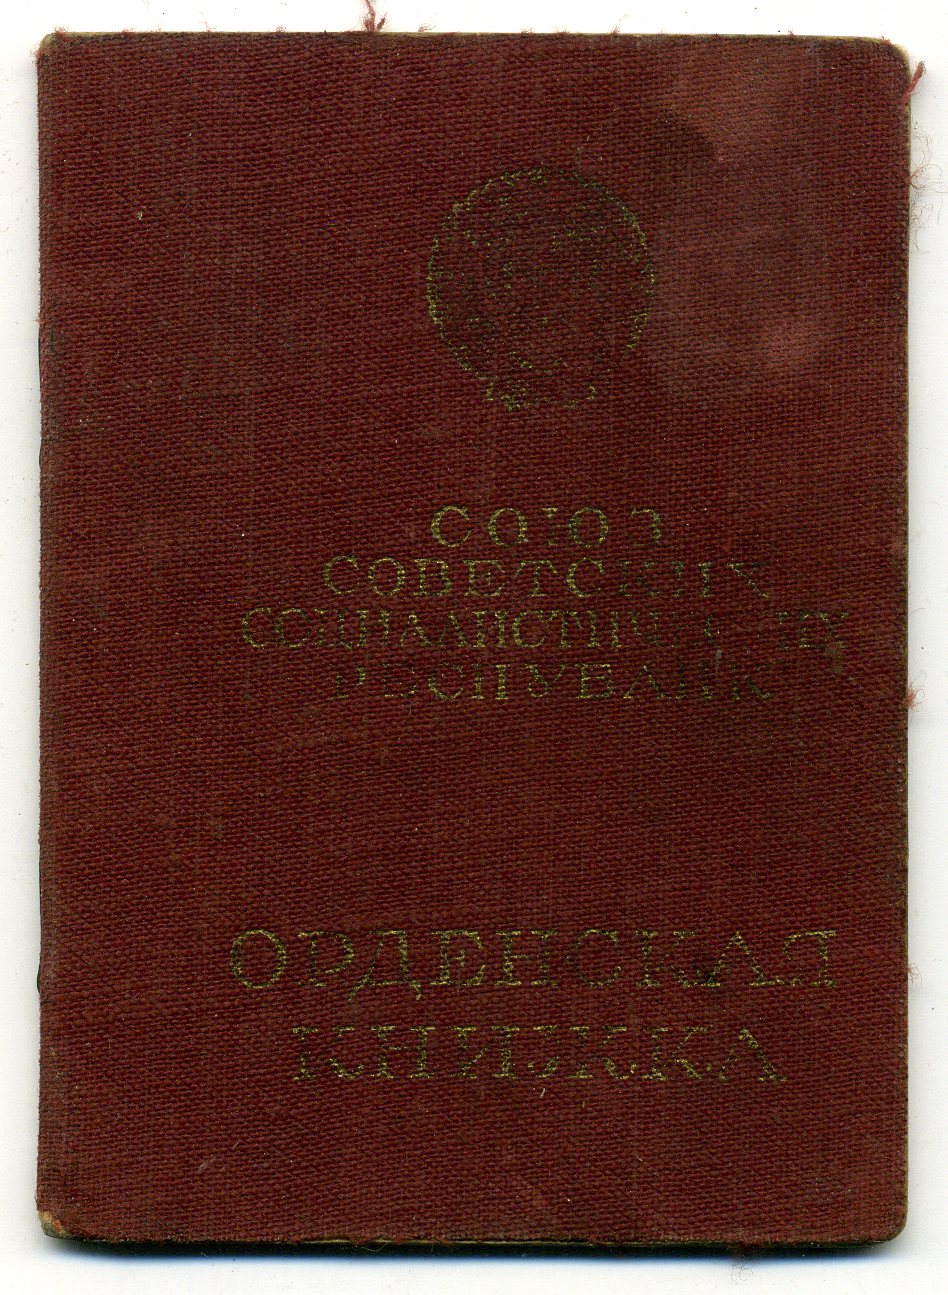 СОЮЗ
СОВЕТСКИХ
СОЦИАЛИСТИЧЕСКИХ
РЕСПУБЛИК
ОРДЕНСКАЯ
КНИЖКА